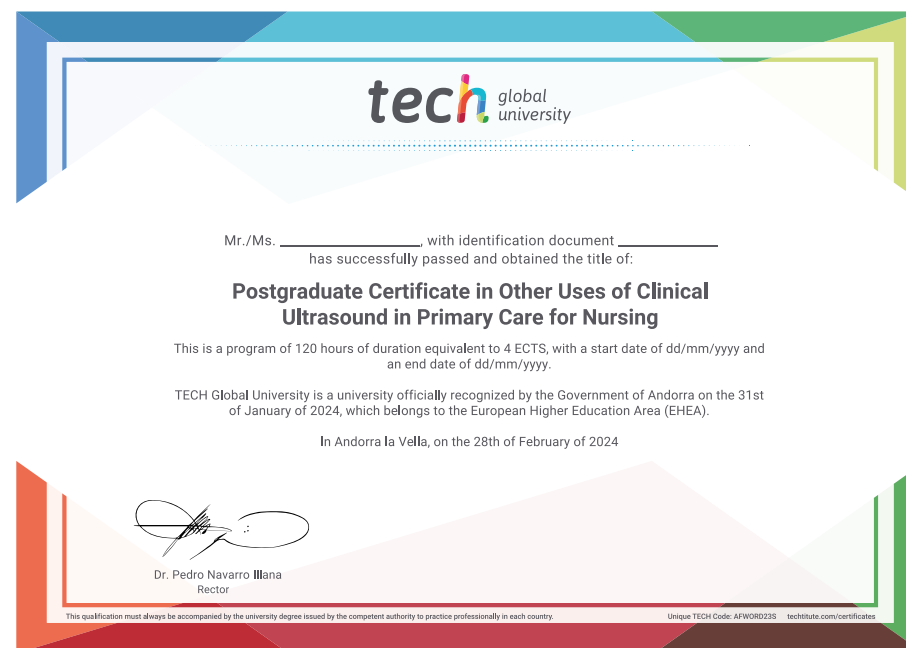 tech global
university
Mr./Ms. ____________, with identification document ____________
has successfully passed and obtained the title of:
Postgraduate Certificate in Other Uses of Clinical
Ultrasound in Primary Care for Nursing
This is a program of 120 hours of duration equivalent to 4 ECTS, with a start date of dd/mm/yyyy and
an end date of dd/mm/yyyy.
TECH Global University is a university officially recognized by the Government of Andorra on the 31st
of January of 2024, which belongs to the European Higher Education Area (EHEA).
In Andorra la Vella, on the 28th of February of 2024
Dr. Pedro Navarro Illana
Rector
This qualification must always be accompanied by the university degree issued by the competent authority to practice professionally in each country. Unique TECH Code: AFWORD23S techtitute.com/certificates